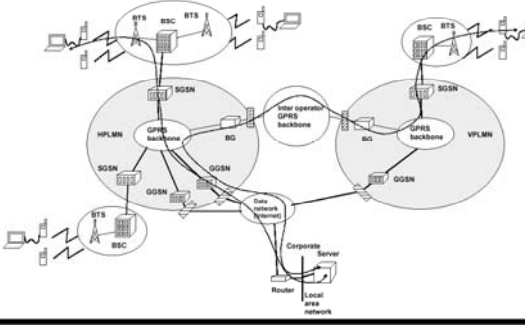 BTS
BSC
BTS
BSC
BTS
SGSN
SGSN
Inter operator
GPRS
backbone
HPLMN
GPRS
backbone
BG
BG
GPRS
backbone
VPLMN
SGSN
GGSN
GGSN
GGSN
BTS
BSC
Data
network
(Internet)
Corporate
Server
Router
Local
area
network